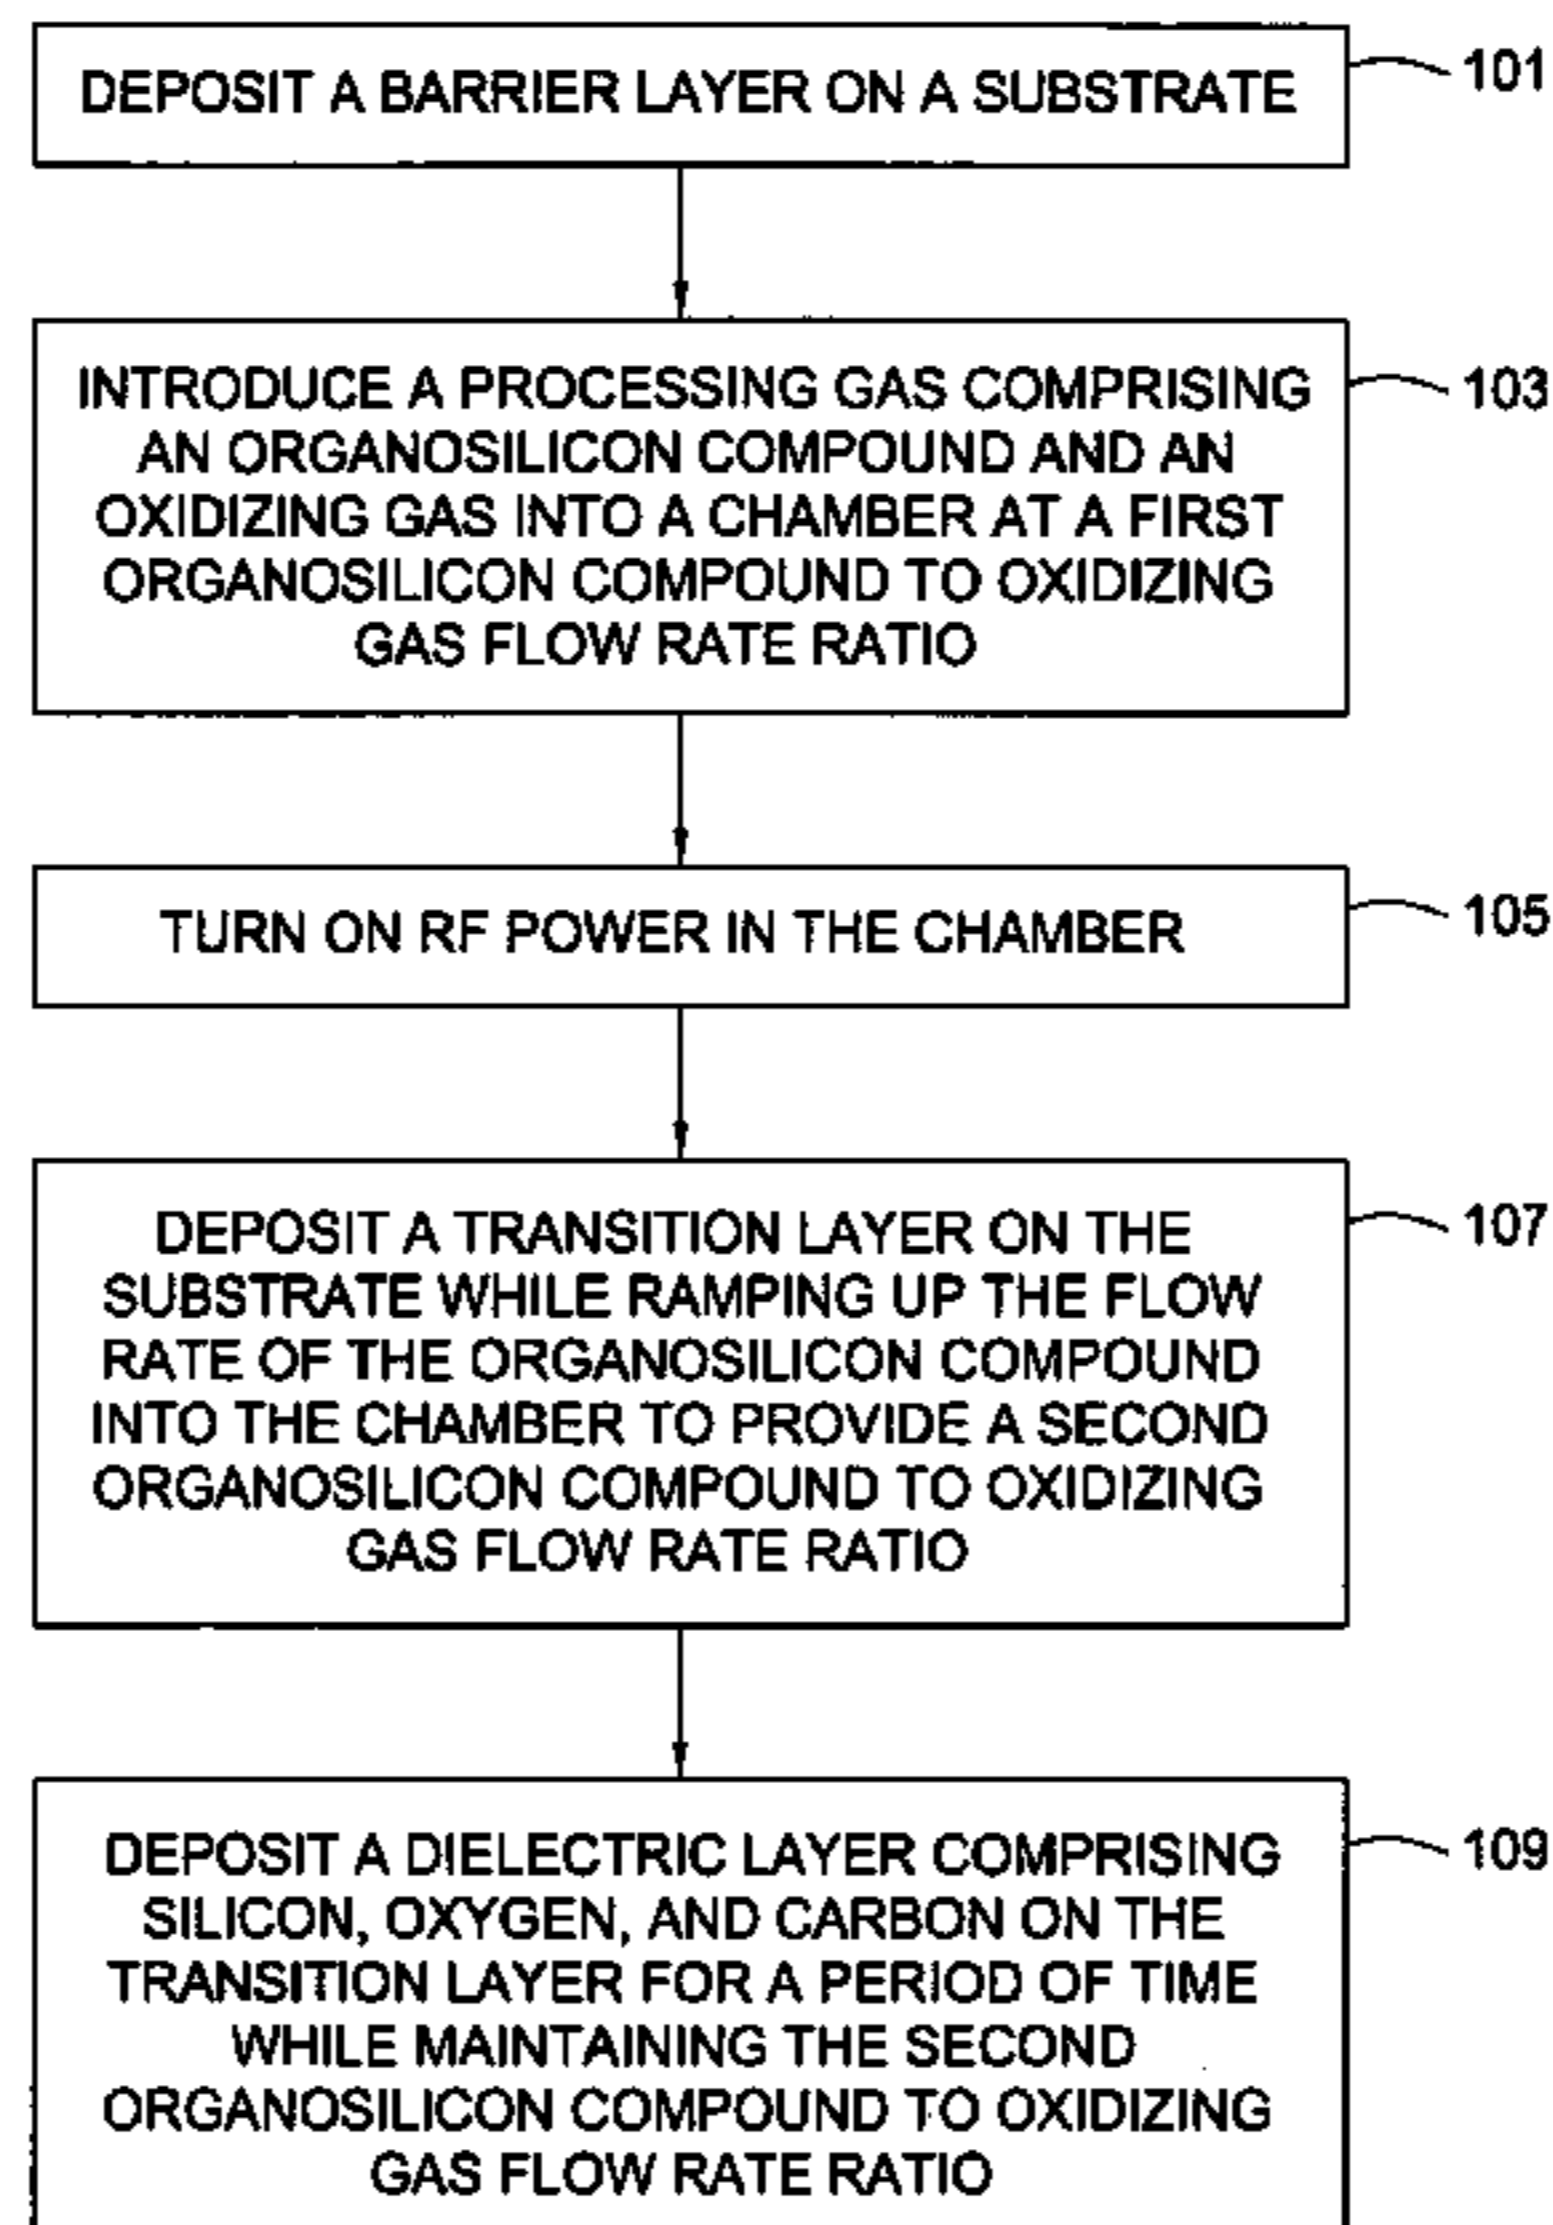 DEPOSIT A BARRIER LAYER ON A SUBSTRATE
101
INTRODUCE A PROCESSING GAS COMPRISING
AN ORGANOSILICON COMPOUND AND AN
OXIDIZING GAS INTO A CHAMBER AT A FIRST
ORGANOSILICON COMPOUND TO OXIDIZING
GAS FLOW RATE RATIO
103
TURN ON RF POWER IN THE CHAMBER
105
DEPOSIT A TRANSITION LAYER ON THE
SUBSTRATE WHILE RAMPING UP THE FLOW
RATE OF THE ORGANOSILICON COMPOUND
INTO THE CHAMBER TO PROVIDE A SECOND
ORGANOSILICON COMPOUND TO OXIDIZING
GAS FLOW RATE RATIO
107
DEPOSIT A DIELECTRIC LAYER COMPRISING
SILICON, OXYGEN, AND CARBON ON THE
TRANSITION LAYER FOR A PERIOD OF TIME
WHILE MAINTAINING THE SECOND
ORGANOSILICON COMPOUND TO OXIDIZING
GAS FLOW RATE RATIO
109